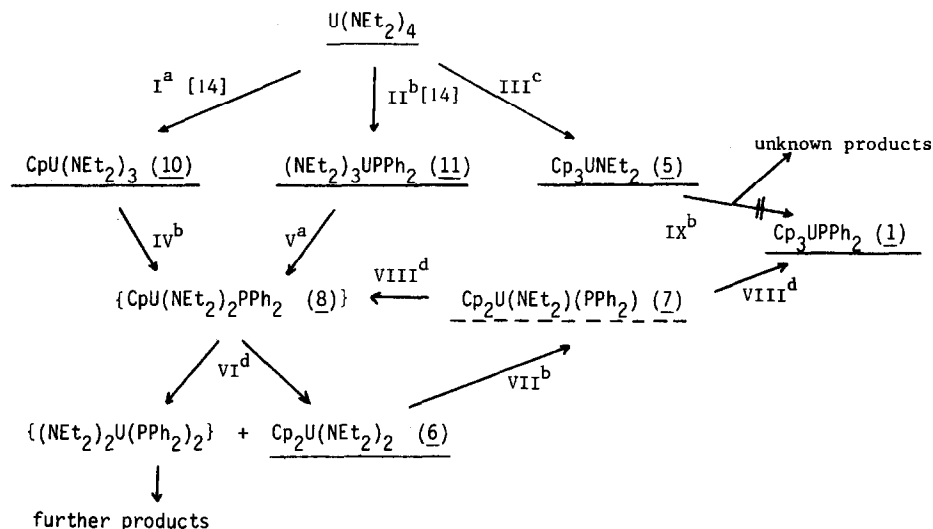 U(NEt₂)₄
Iᵃ [14]
IIᵇ[14]
IIIᶜ
unknown products
CpU(NEt₂)₃ (10)
(NEt₂)₃UPPh₂ (11)
Cp₃UNEt₂ (5)
IXᵇ
Cp₃UPPh₂ (1)
IVᵇ
Vᵃ
VIIIᵈ
VIIIᵈ
{CpU(NEt₂)₂PPh₂ (8)}
Cp₂U(NEt₂)(PPh₂) (7)
VIᵈ
VIIᵇ
{(NEt₂)₂U(PPh₂)₂} + Cp₂U(NEt₂)₂ (6)
further products